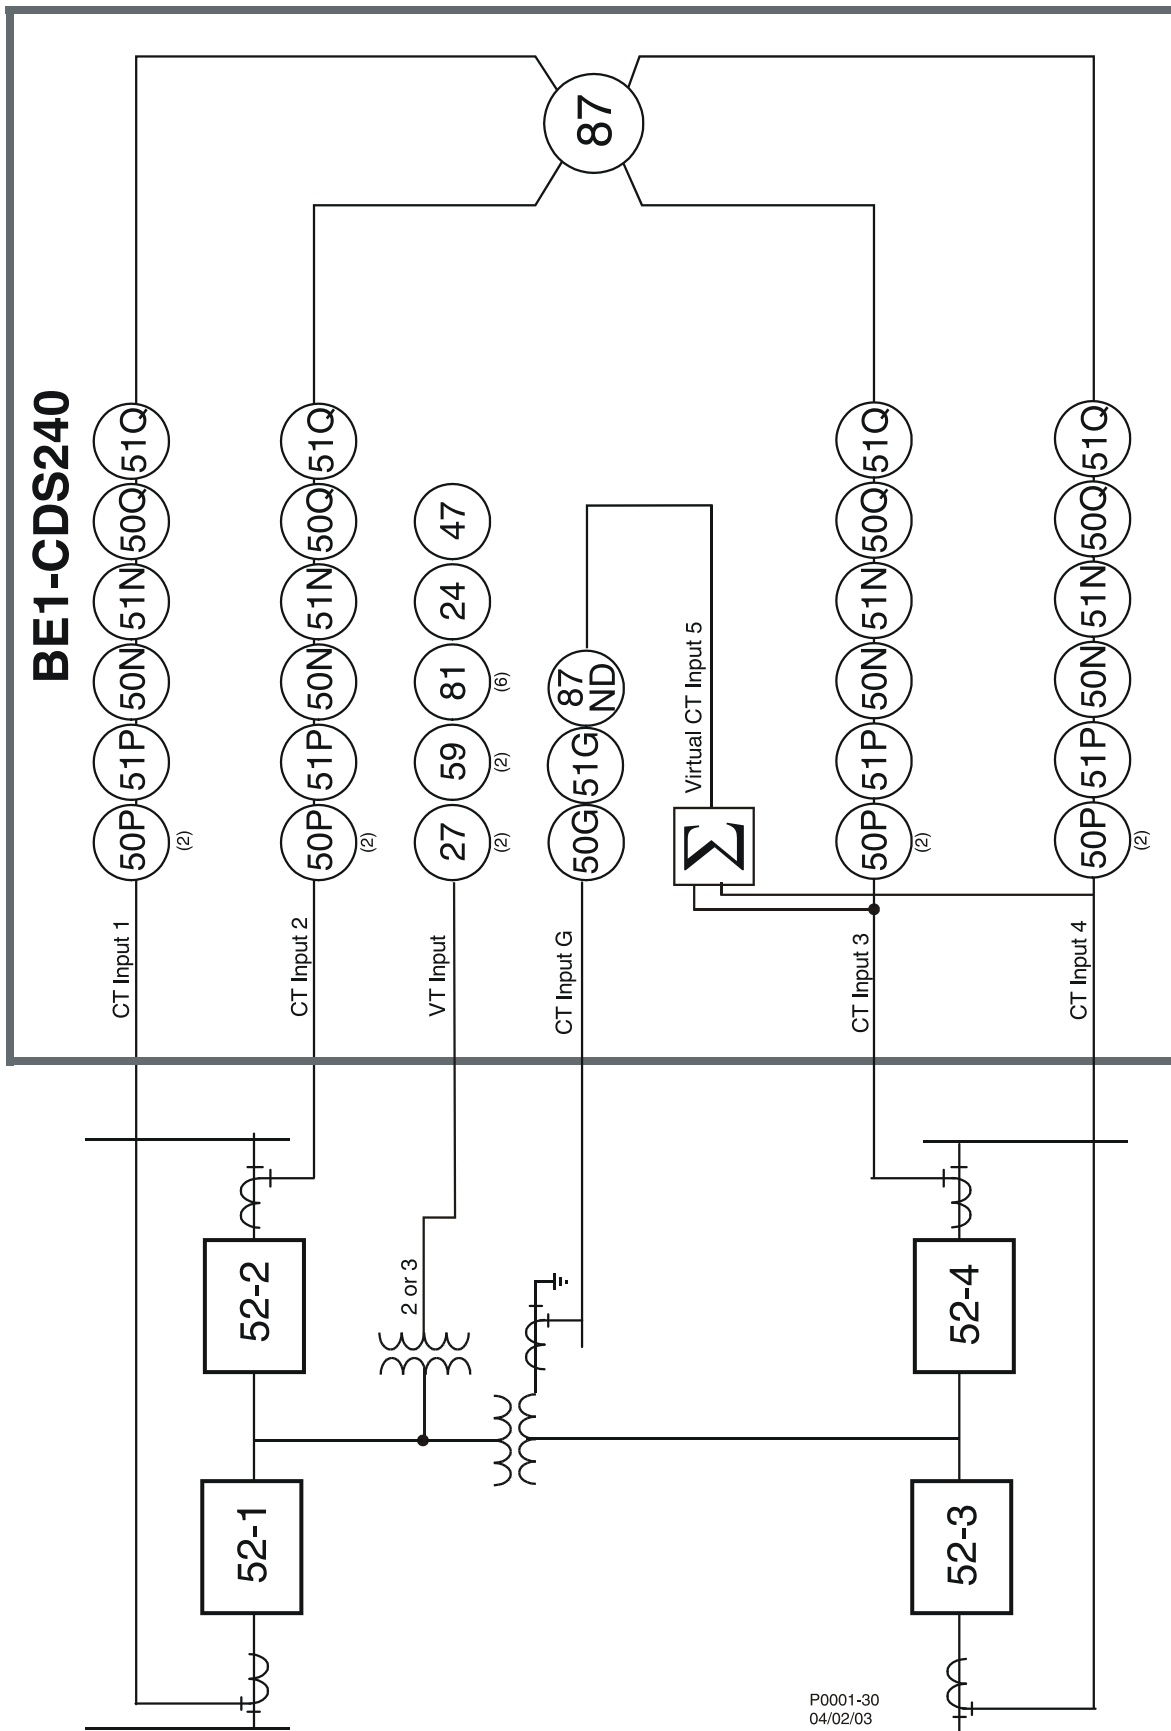 BE1-CDS240
87
51Q
50Q
51N
50N
51P
50P
(2)
CT Input 1
51Q
50Q
51N
50N
51P
50P
(2)
CT Input 2
47
24
81
(6)
59
(2)
27
(2)
VT Input
87
ND
51G
50G
CT Input G
Virtual CT Input 5
Σ
51Q
50Q
51N
50N
51P
50P
(2)
CT Input 3
51Q
50Q
51N
50N
51P
50P
(2)
CT Input 4
52-2
2 or 3
52-4
52-1
52-3
P0001-30
04/02/03